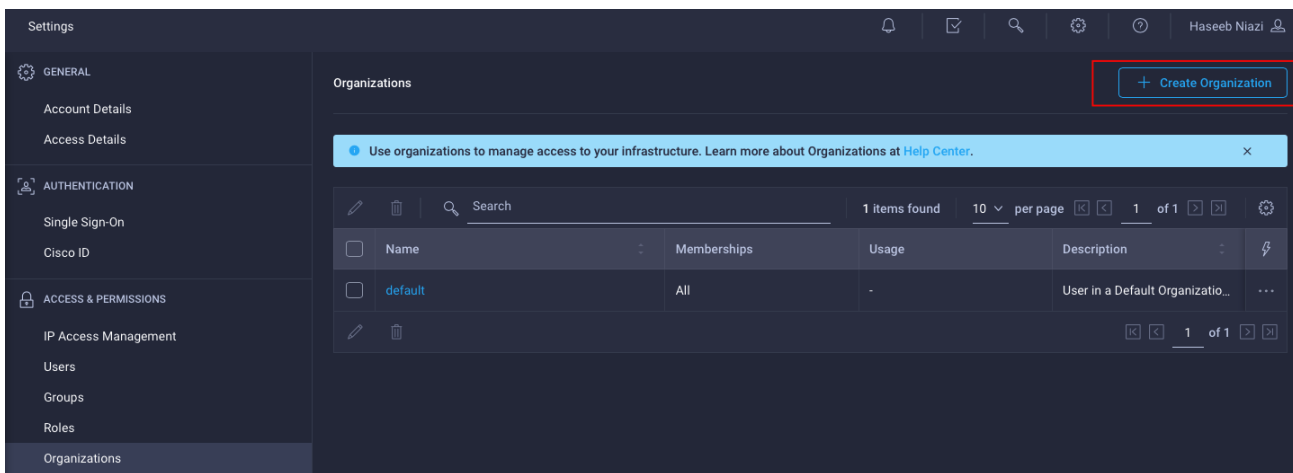 Settings
Haseeb Niazi
GENERAL
Account Details
Access Details
AUTHENTICATION
Single Sign-On
Cisco ID
ACCESS & PERMISSIONS
IP Access Management
Users
Groups
Roles
Organizations
Organizations
+ Create Organization
Use organizations to manage access to your infrastructure. Learn more about Organizations at Help Center.
Search 1 items found 10 per page 1 of 1
Name Memberships Usage Description
default All - User in a Default Organizatio...
1 of 1